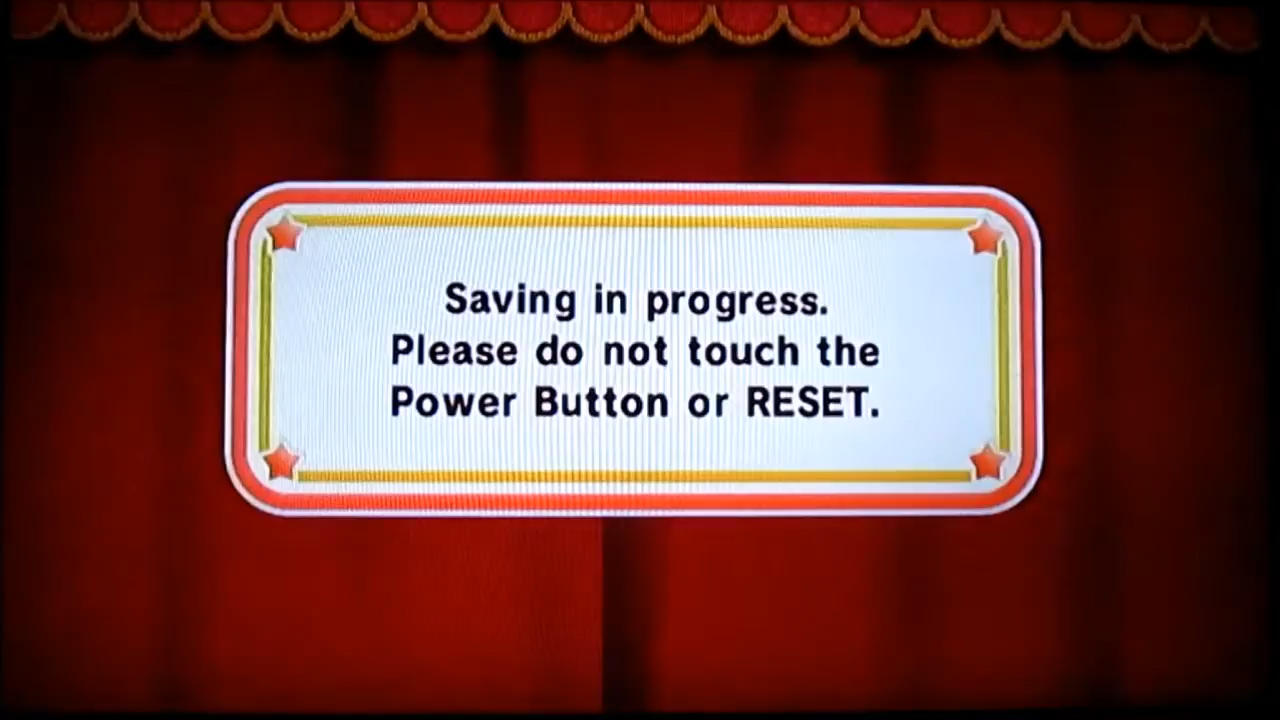 Saving in progress.
Please do not touch the
Power Button or RESET.